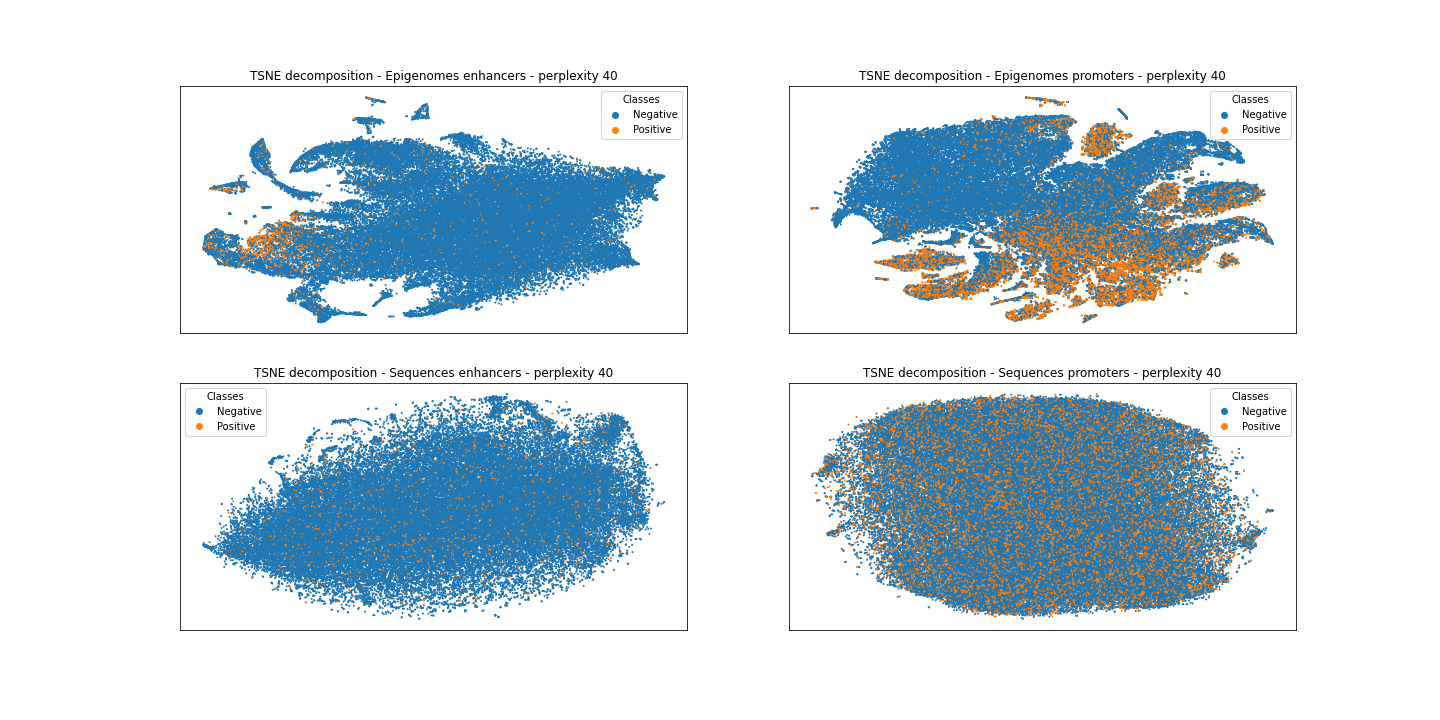 TSNE decomposition - Epigenomes enhancers - perplexity 40
Classes
Negative
Positive
TSNE decomposition - Epigenomes promoters - perplexity 40
Classes
Negative
Positive
TSNE decomposition - Sequences enhancers - perplexity 40
Classes
Negative
Positive
TSNE decomposition - Sequences promoters - perplexity 40
Classes
Negative
Positive